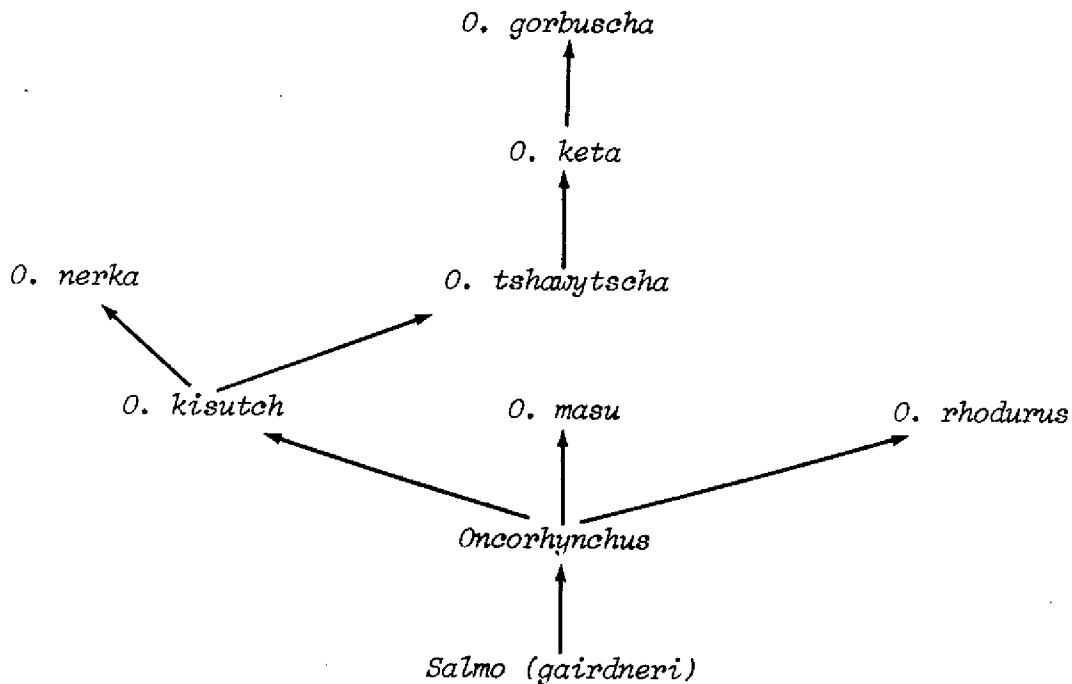 O. gorbuscha
O. keta
O. nerka
O. tshawytscha
O. kisutch
O. masu
O. rhodurus
Oncorhynchus
Salmo (gairdneri)